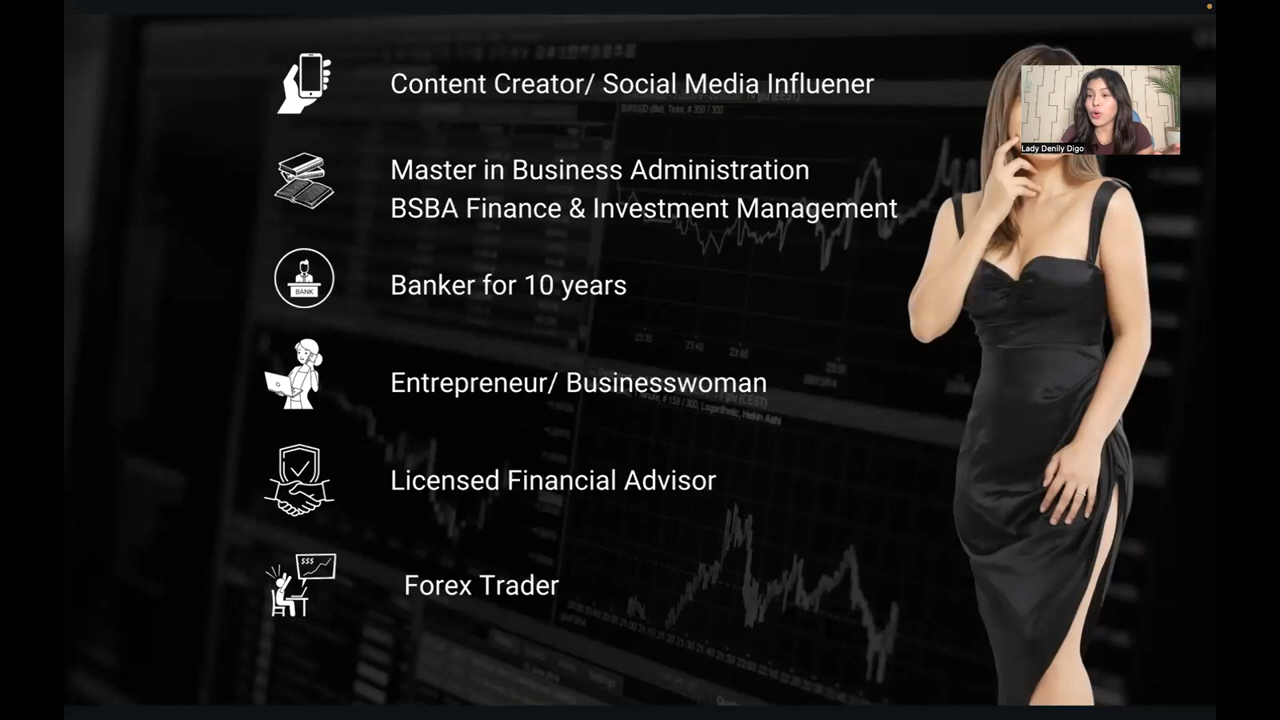 Content Creator/ Social Media Influener
Lady Denily Digo
Master in Business Administration
BSBA Finance & Investment Management
BANK
Banker for 10 years
Entrepreneur/ Businesswoman
Licensed Financial Advisor
$$$
Forex Trader